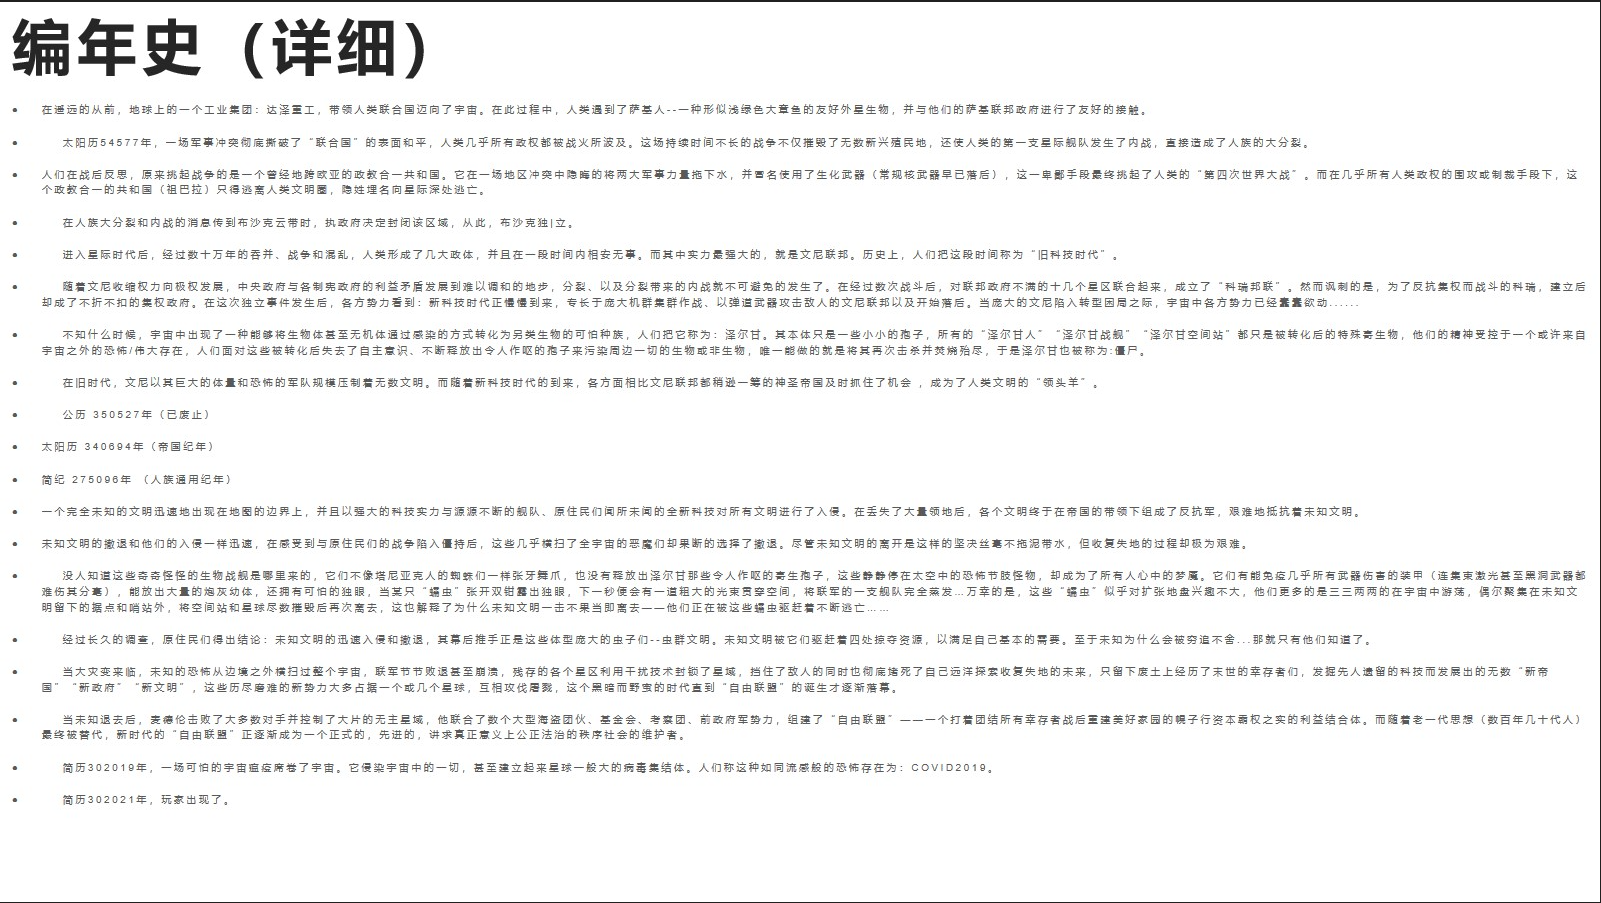 编年史（详细）
在遥远的从前，地球上的一个工业集团：达泽重工，带领人类联合国迈向了宇宙。在此过程中，人类遇到了萨基人--一种形似浅绿色大章鱼的友好外星生物，并与他们的萨基联邦政府进行了友好的接触。
太阳历54577年，一场军事冲突彻底撕破了“联合国”的表面和平，人类几乎所有政权都被战火所波及。这场持续时间不长的战争不仅摧毁了无数新兴殖民地，还使人类的第一支星际舰队发生了内战，直接造成了人族的大分裂。
人们在战后反思，原来挑起战争的是一个曾经地跨欧亚的政教合一共和国。它在一场地区冲突中隐晦的将两大军事力量拖下水，并冒名使用了生化武器（常规核武器早已落后），这一卑鄙手段最终挑起了人类的“第四次世界大战”。而在几乎所有人类政权的围攻或制裁手段下，这
个政教合一的共和国（祖巴拉）只得逃离人类文明圈，隐姓埋名向星际深处逃亡。
在人族大分裂和内战的消息传到布沙克云带时，执政府决定封闭该区域，从此，布沙克独|立。
进入星际时代后，经过数十万年的吞并、战争和混乱，人类形成了几大政体，并且在一段时间内相安无事。而其中实力最强大的，就是文尼联邦。历史上，人们把这段时间称为“旧科技时代”。
随着文尼收缩权力向极权发展，中央政府与各制宪政府的利益矛盾发展到难以调和的地步，分裂、以及分裂带来的内战就不可避免的发生了。在经过数次战斗后，对联邦政府不满的十几个星区联合起来，成立了“科瑞邦联”。然而讽刺的是，为了反抗集权而战斗的科瑞，建立后
却成了不折不扣的集权政府。在这次独立事件发生后，各方势力看到：新科技时代正慢慢到来，专长于庞大机群集群作战、以弹道武器攻击敌人的文尼联邦以及开始落后。当庞大的文尼陷入转型困局之际，宇宙中各方势力已经蠢蠢欲动......
不知什么时候，宇宙中出现了一种能够将生物体甚至无机体通过感染的方式转化为另类生物的可怕种族，人们把它称为：泽尔甘。其本体只是一些小小的孢子，所有的“泽尔甘人”“泽尔甘战舰”“泽尔甘空间站”都只是被转化后的特殊寄生物，他们的精神受控于一个或许来自
宇宙之外的恐怖/伟大存在，人们面对这些被转化后失去了自主意识、不断释放出令人作呕的孢子来污染周边一切的生物或非生物，唯一能做的就是将其再次击杀并焚烧殆尽，于是泽尔甘也被称为:僵尸。
在旧时代，文尼以其巨大的体量和恐怖的军队规模压制着无数文明。而随着新科技时代的到来，各方面相比文尼联邦都稍逊一筹的神圣帝国及时抓住了机会 ，成为了人类文明的“领头羊”。
公历 350527年（已废止）
太阳历 340694年（帝国纪年）
简纪 275096年 （人族通用纪年）
一个完全未知的文明迅速地出现在地图的边界上，并且以强大的科技实力与源源不断的舰队、原住民们闻所未闻的全新科技对所有文明进行了入侵。在丢失了大量领地后，各个文明终于在帝国的带领下组成了反抗军，艰难地抵抗着未知文明。
未知文明的撤退和他们的入侵一样迅速，在感受到与原住民们的战争陷入僵持后，这些几乎横扫了全宇宙的恶魔们却果断的选择了撤退。尽管未知文明的离开是这样的坚决丝毫不拖泥带水，但收复失地的过程却极为艰难。
没人知道这些奇奇怪怪的生物战舰是哪里来的，它们不像塔尼亚克人的蜘蛛们一样张牙舞爪，也没有释放出泽尔甘那些令人作呕的寄生孢子，这些静静停在太空中的恐怖节肢怪物，却成为了所有人心中的梦魇。它们有能免疫几乎所有武器伤害的装甲（连集束激光甚至黑洞武器都
难伤其分毫），能放出大量的炮灰幼体，还拥有可怕的独眼，当某只“蠕虫”张开双钳露出独眼，下一秒便会有一道粗大的光束贯穿空间，将联军的一支舰队完全蒸发...万幸的是，这些“蠕虫”似乎对扩张地盘兴趣不大，他们更多的是三三两两的在宇宙中游荡，偶尔聚集在未知文
明留下的据点和哨站外，将空间站和星球尽数摧毁后再次离去，这也解释了为什么未知文明一击不果当即离去——他们正在被这些蠕虫驱赶着不断逃亡……
经过长久的调查，原住民们得出结论：未知文明的迅速入侵和撤退，其幕后推手正是这些体型庞大的虫子们--虫群文明。未知文明被它们驱赶着四处掠夺资源，以满足自己基本的需要。至于未知为什么会被穷追不舍...那就只有他们知道了。
当大灾变来临，未知的恐怖从边境之外横扫过整个宇宙，联军节节败退甚至崩溃，残存的各个星区利用干扰技术封锁了星域，挡住了敌人的同时也彻底堵死了自己远洋探索收复失地的未来，只留下废土上经历了末世的幸存者们，发掘先人遗留的科技而发展出的无数“新帝
国”“新政府”“新文明”，这些历尽磨难的新势力大多占据一个或几个星球，互相攻伐屠戮，这个黑暗而野蛮的时代直到“自由联盟”的诞生才逐渐落幕。
当未知退去后，麦德伦击败了大多数对手并控制了大片的无主星域，他联合了数个大型海盗团伙、基金会、考察团、前政府军势力，组建了“自由联盟”——一个打着团结所有幸存者战后重建美好家园的幌子行资本霸权之实的利益结合体。而随着老一代思想（数百年几十代人）
最终被替代，新时代的“自由联盟”正逐渐成为一个正式的，先进的，讲求真正意义上公正法治的秩序社会的维护者。
简历302019年，一场可怕的宇宙瘟疫席卷了宇宙。它侵染宇宙中的一切，甚至建立起来星球一般大的病毒集结体。人们称这种如同流感般的恐怖存在为：COVID2019。
简历302021年，玩家出现了。